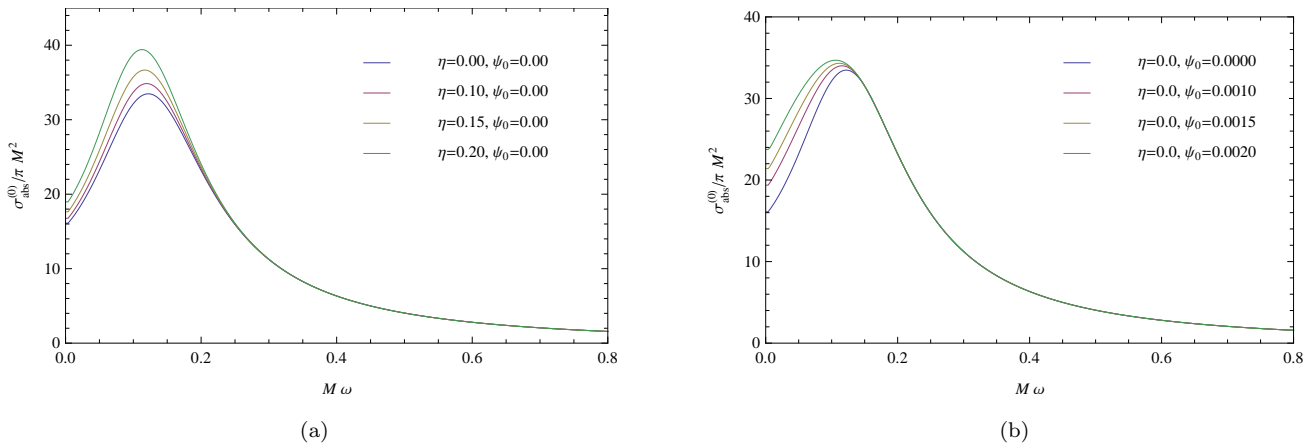 40
30
20
10
0
σ_abs^(0)/π M²
η=0.00, ψ₀=0.00
η=0.10, ψ₀=0.00
η=0.15, ψ₀=0.00
η=0.20, ψ₀=0.00
0.0 0.2 0.4 0.6 0.8
M ω
(a)
40
30
20
10
0
σ_abs^(0)/π M²
η=0.0, ψ₀=0.0000
η=0.0, ψ₀=0.0010
η=0.0, ψ₀=0.0015
η=0.0, ψ₀=0.0020
0.0 0.2 0.4 0.6 0.8
M ω
(b)